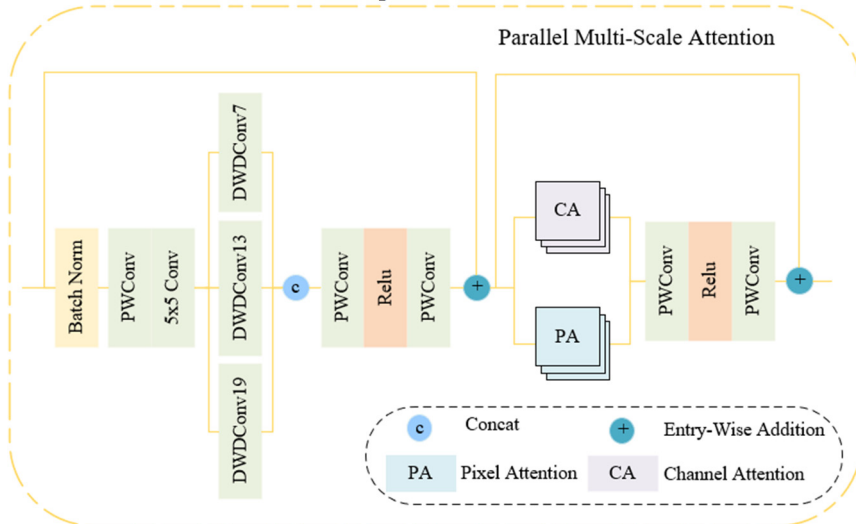 Parallel Multi-Scale Attention
Batch Norm
PWConv
5x5 Conv
DWDConv7
DWDConv13
DWDConv19
c
PWConv
Relu
PWConv
+
CA
PA
PWConv
Relu
PWConv
+
c Concat + Entry-Wise Addition
PA Pixel Attention CA Channel Attention